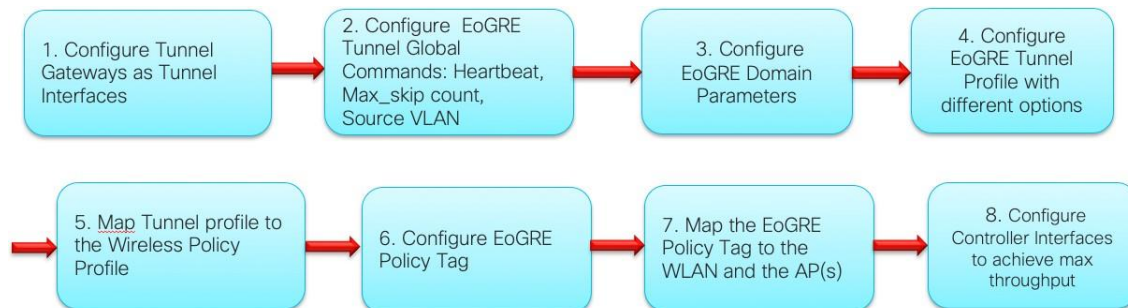 1. Configure Tunnel
Gateways as Tunnel
Interfaces
2. Configure EoGRE
Tunnel Global
Commands: Heartbeat,
Max_skip count,
Source VLAN
3. Configure
EoGRE Domain
Parameters
4. Configure
EoGRE Tunnel
Profile with
different options
5. Map Tunnel profile to
the Wireless Policy
Profile
6. Configure EoGRE
Policy Tag
7. Map the EoGRE
Policy Tag to the
WLAN and the AP(s)
8. Configure
Controller Interfaces
to achieve max
throughput